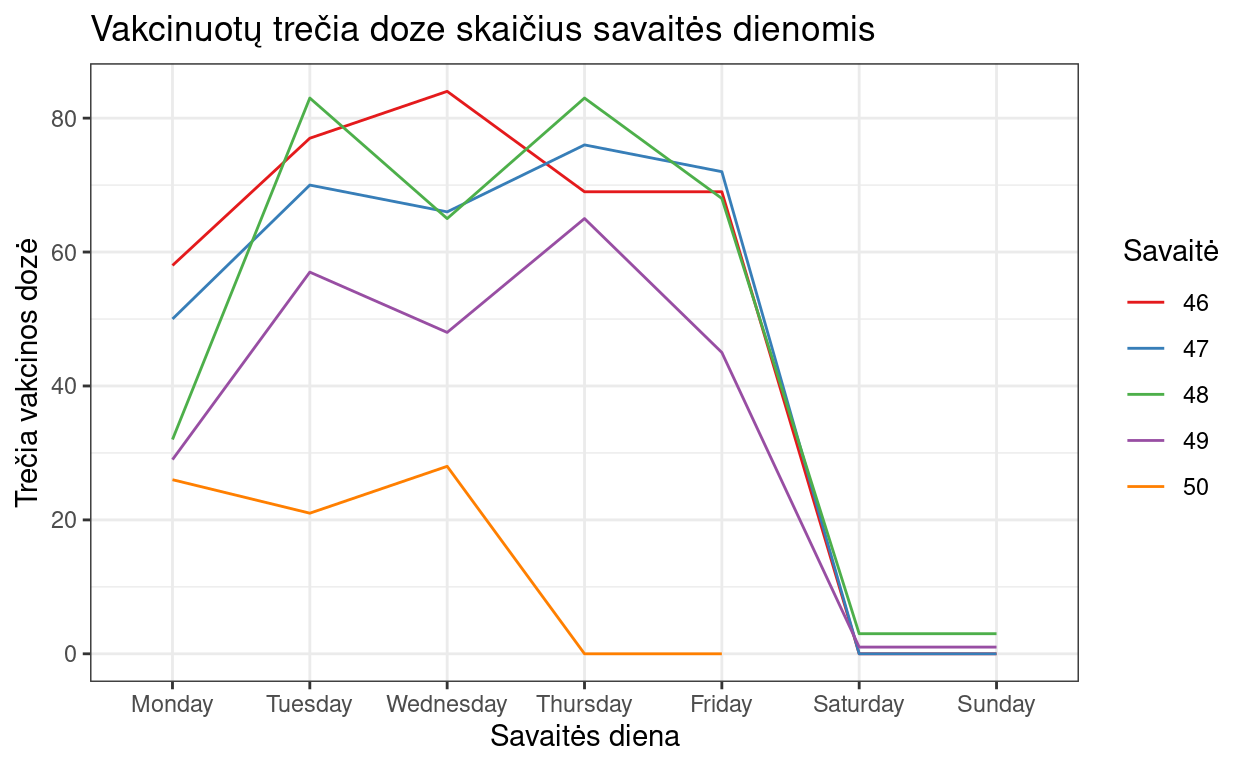 Vakcinuotų trečia doze skaičius savaitės dienomis
Trečia vakcinos dozė
80
60
40
20
0
Monday Tuesday Wednesday Thursday Friday Saturday Sunday
Savaitės diena
Savaitė
46
47
48
49
50